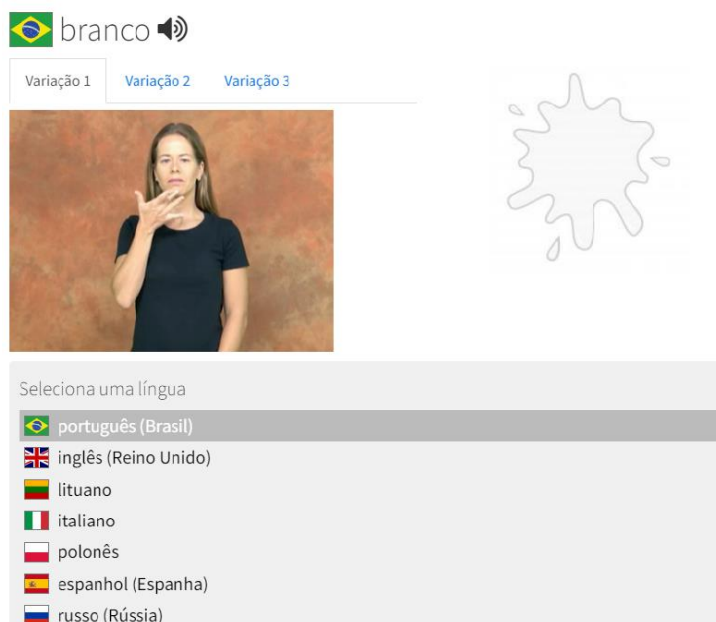 branco
Variação 1 Variação 2 Variação 3
Seleciona uma língua
português (Brasil)
inglês (Reino Unido)
lituano
italiano
polonês
espanhol (Espanha)
russo (Rússia)